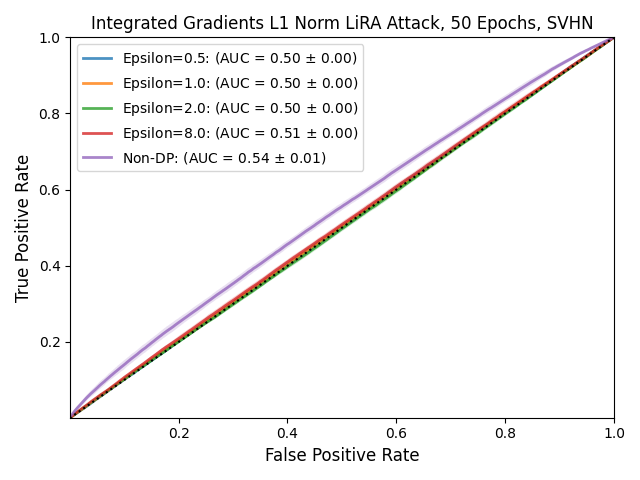 Integrated Gradients L1 Norm LiRA Attack, 50 Epochs, SVHN
1.0
0.8
0.6
0.4
0.2
True Positive Rate
Epsilon=0.5: (AUC = 0.50 ± 0.00)
Epsilon=1.0: (AUC = 0.50 ± 0.00)
Epsilon=2.0: (AUC = 0.50 ± 0.00)
Epsilon=8.0: (AUC = 0.51 ± 0.00)
Non-DP: (AUC = 0.54 ± 0.01)
0.2 0.4 0.6 0.8 1.0
False Positive Rate